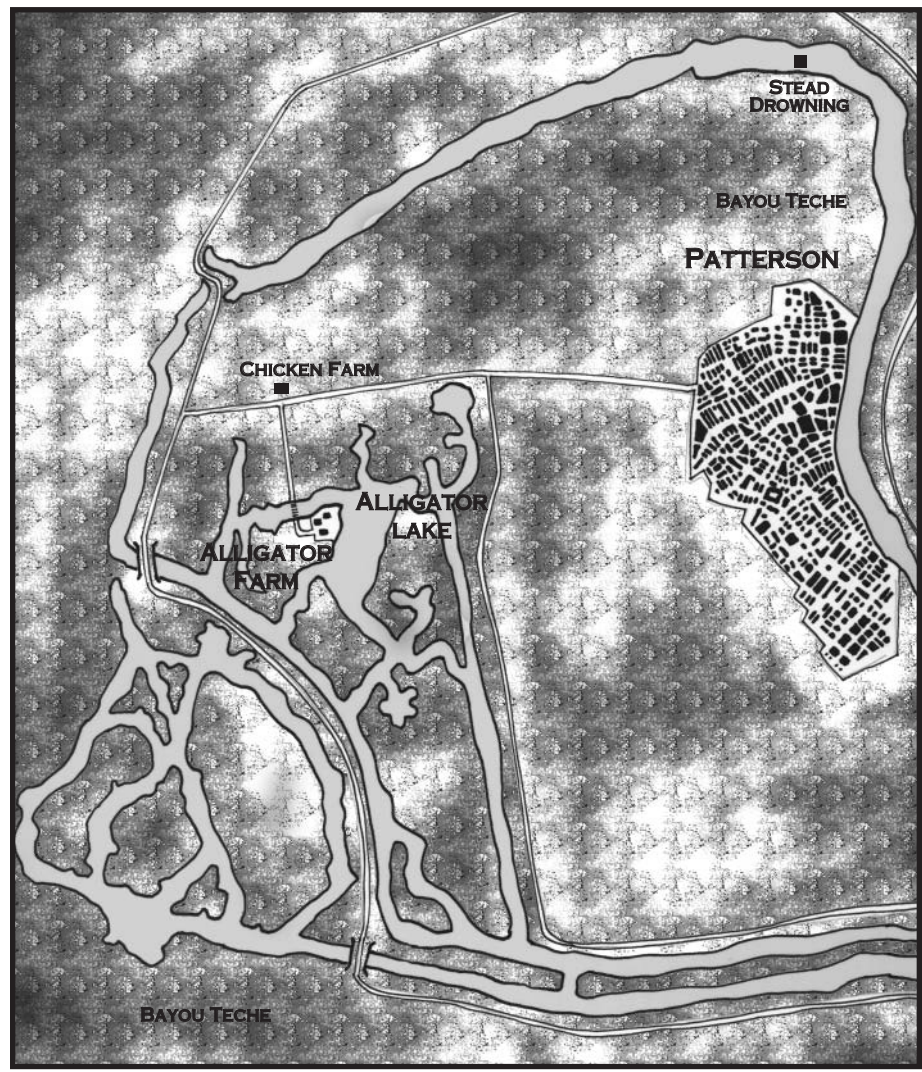 STEAD
DROWNING
BAYOU TECHE
PATTERSON
CHICKEN FARM
ALLIGATOR
LAKE
ALLIGATOR
FARM
BAYOU TECHE